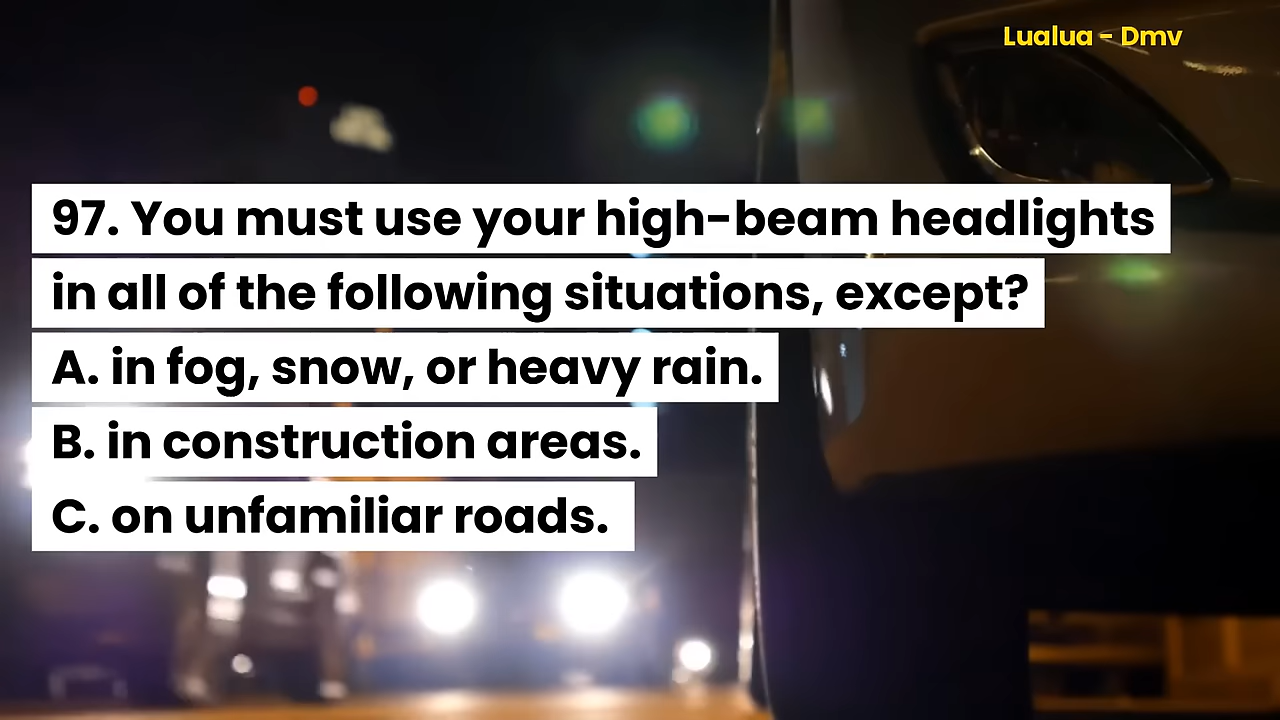 Lualua - Dmv
97. You must use your high-beam headlights
in all of the following situations, except?
A. in fog, snow, or heavy rain.
B. in construction areas.
C. on unfamiliar roads.